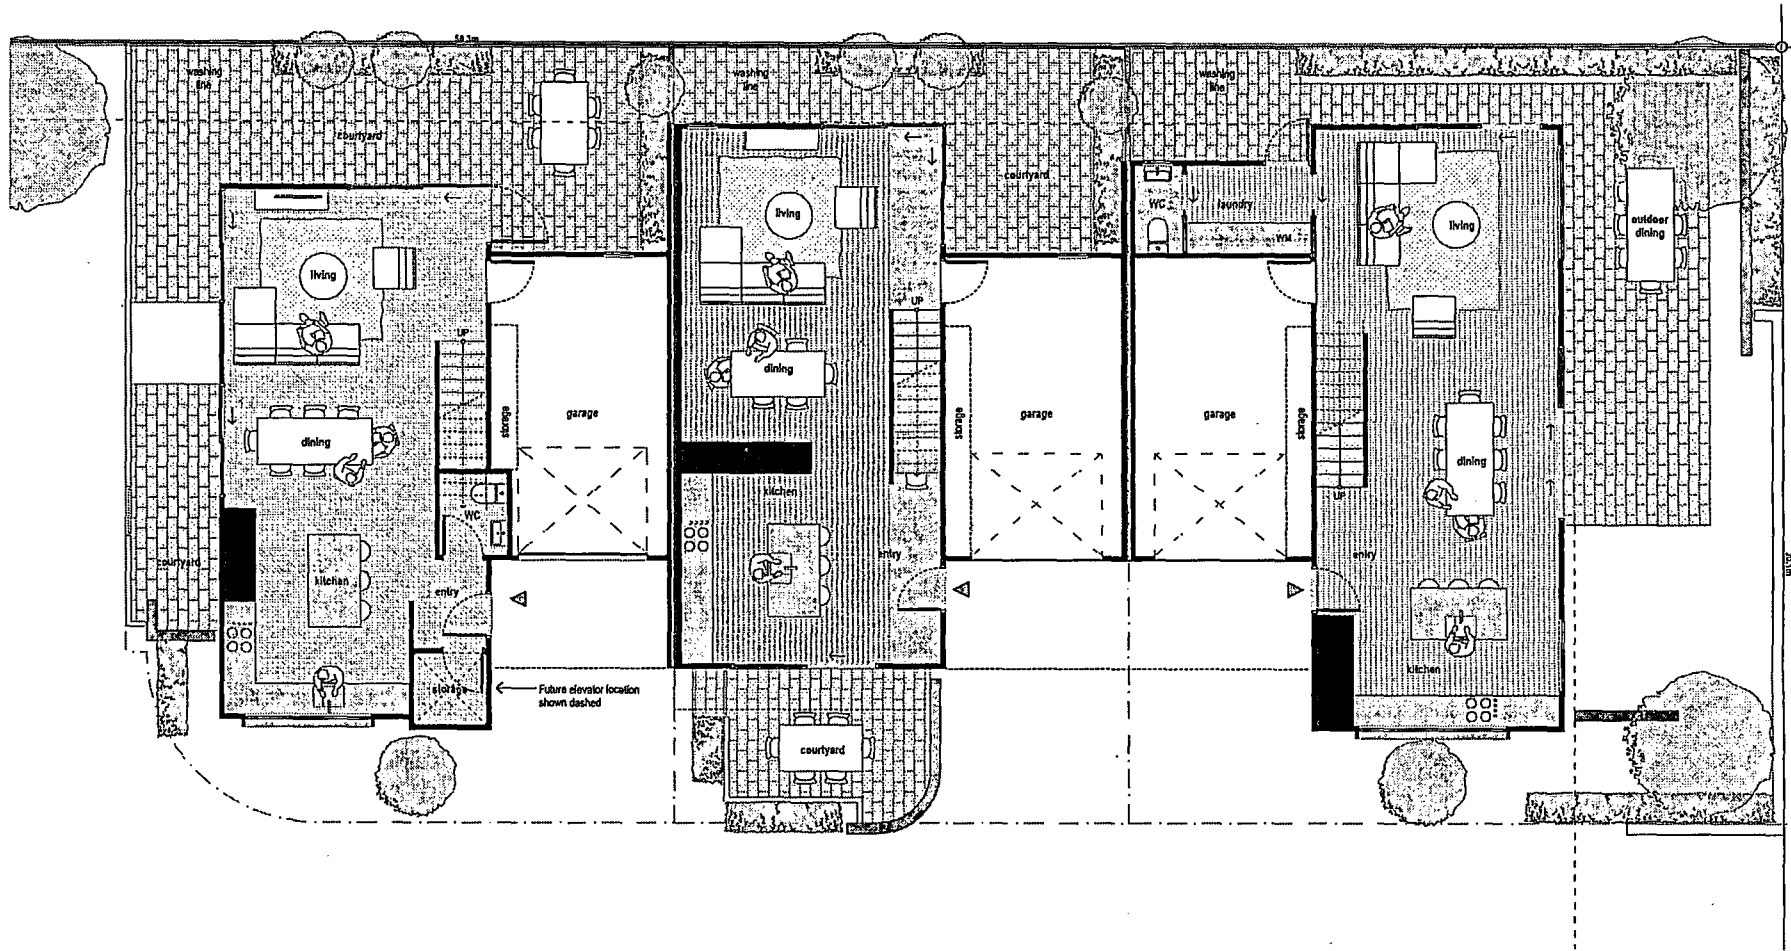 58.3m
washing
line
washing
line
washing
line
courtyard
courtyard
WC
laundry
WM
living
living
living
outdoor
dining
UP
UP
UP
dining
dining
dining
storage
garage
storage
garage
garage
storage
kitchen
WC
courtyard
kitchen
entry
entry
entry
kitchen
storage
Future elevator location
shown dashed
courtyard